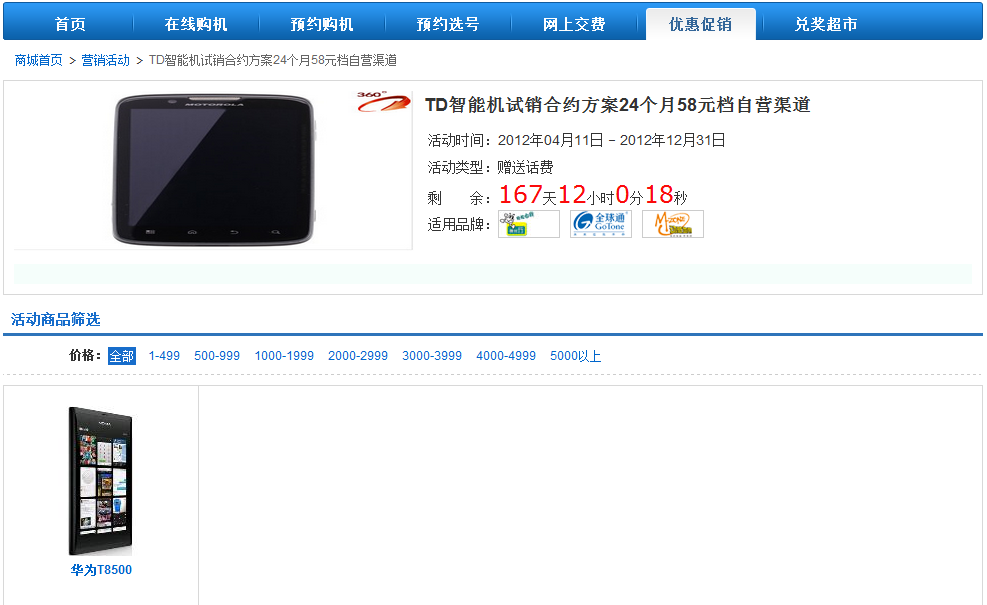 首页 在线购机 预约购机 预约选号 网上交费 优惠促销 兑奖超市
商城首页 > 营销活动 > TD智能机试销合约方案24个月58元档自营渠道
MOTOROLA
360°
TD智能机试销合约方案24个月58元档自营渠道
活动时间：2012年04月11日 - 2012年12月31日
活动类型：赠送话费
剩 余：167天12小时0分18秒
适用品牌：
全球通
GoTone
M-ZONE
活动商品筛选
价格：全部 1-499 500-999 1000-1999 2000-2999 3000-3999 4000-4999 5000以上
NOKIA
华为T8500